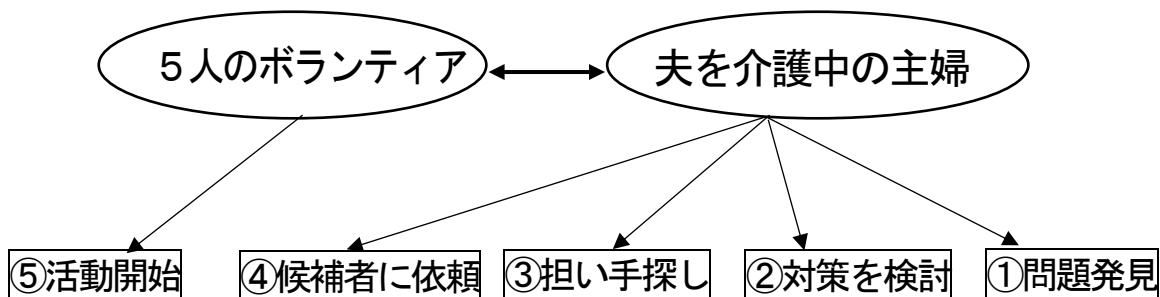 ５人のボランティア
夫を介護中の主婦
⑤活動開始
④候補者に依頼
③担い手探し
②対策を検討
①問題発見